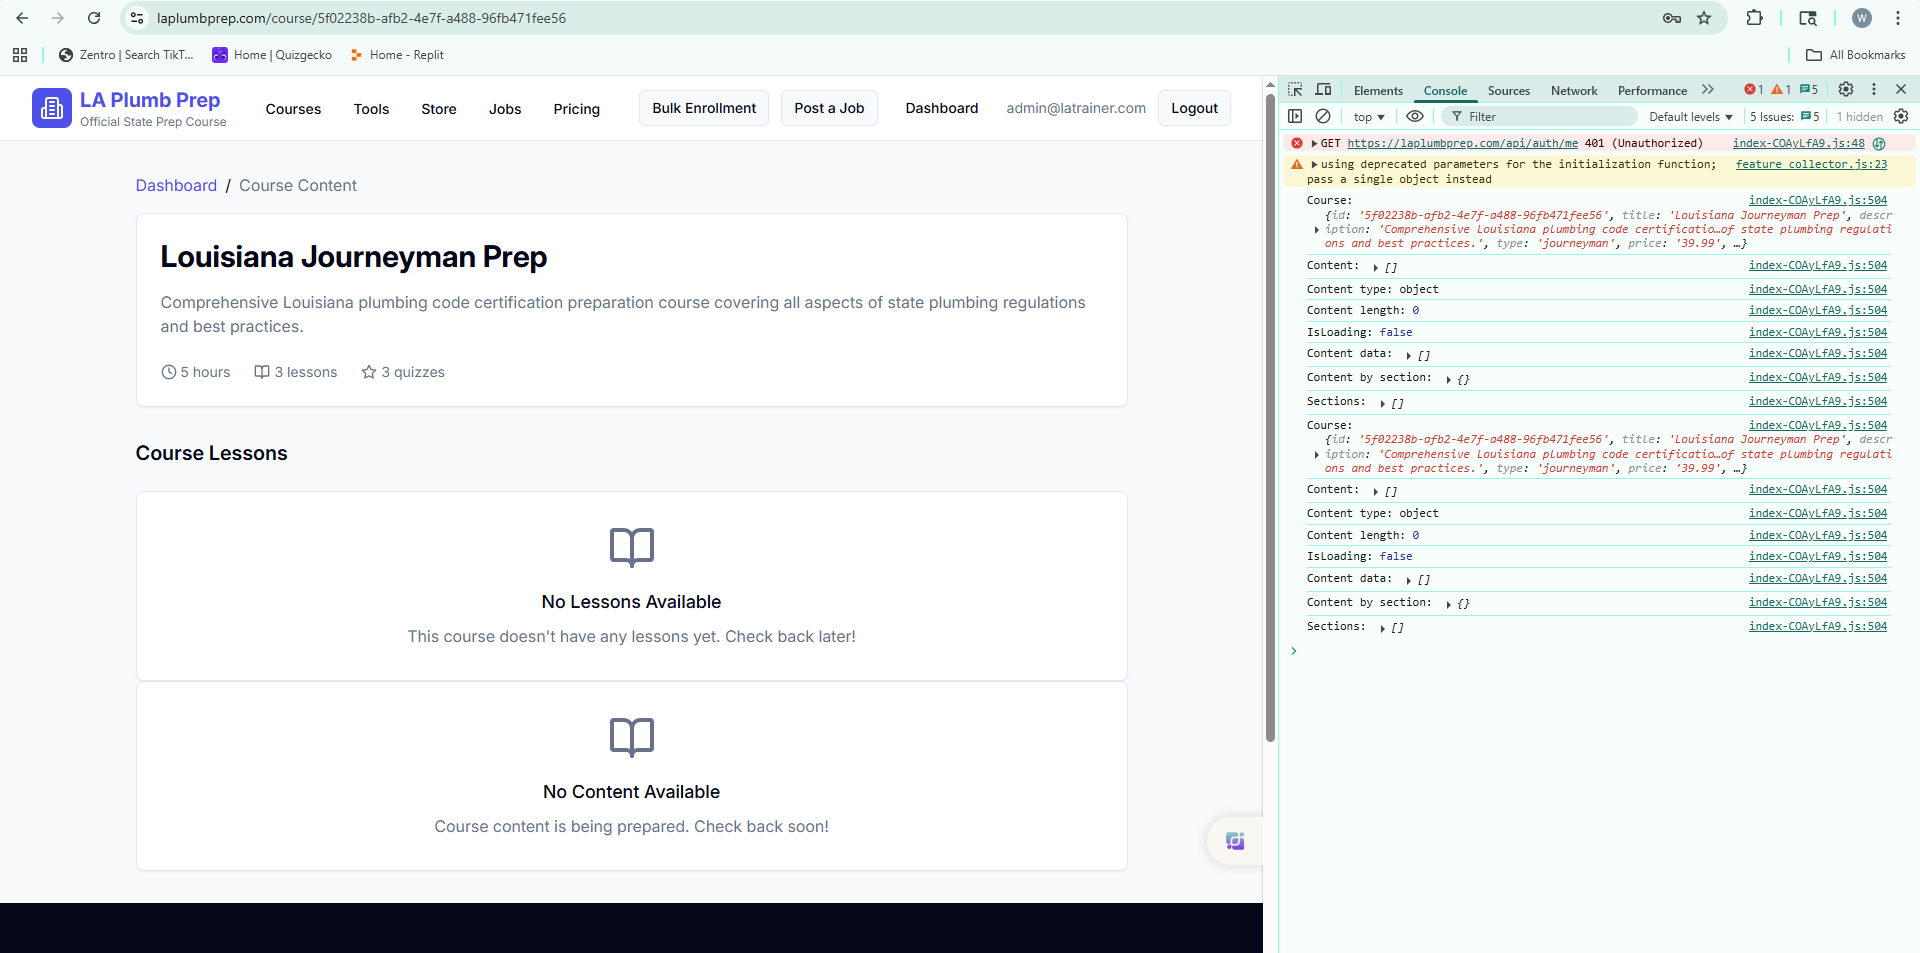 laplumbprep.com/course/5f02238b-afb2-4e7f-a488-96fb471fee56
W
Zentro | Search TikT...
Home | Quizgecko
Home - Replit
All Bookmarks
LA Plumb Prep
Official State Prep Course
Courses
Tools
Store
Jobs
Pricing
Bulk Enrollment
Post a Job
Dashboard
admin@latrainer.com
Logout
Dashboard / Course Content
Louisiana Journeyman Prep
Comprehensive Louisiana plumbing code certification preparation course covering all aspects of state plumbing regulations
and best practices.
5 hours
3 lessons
3 quizzes
Course Lessons
No Lessons Available
This course doesn't have any lessons yet. Check back later!
No Content Available
Course content is being prepared. Check back soon!
Elements
Console
Sources
Network
Performance
1
1
5
top
Filter
Default levels
5 Issues: 5
1 hidden
GET https://laplumbprep.com/api/auth/me 401 (Unauthorized) index-COAyLfA9.js:48
using deprecated parameters for the initialization function; feature_collector.js:23
pass a single object instead
Course: index-COAyLfA9.js:504
{id: '5f02238b-afb2-4e7f-a488-96fb471fee56', title: 'Louisiana Journeyman Prep', descr
iption: 'Comprehensive Louisiana plumbing code certificatio…of state plumbing regulati
ons and best practices.', type: 'journeyman', price: '39.99', …}
Content: [] index-COAyLfA9.js:504
Content type: object index-COAyLfA9.js:504
Content length: 0 index-COAyLfA9.js:504
IsLoading: false index-COAyLfA9.js:504
Content data: [] index-COAyLfA9.js:504
Content by section: {} index-COAyLfA9.js:504
Sections: [] index-COAyLfA9.js:504
Course: index-COAyLfA9.js:504
{id: '5f02238b-afb2-4e7f-a488-96fb471fee56', title: 'Louisiana Journeyman Prep', descr
iption: 'Comprehensive Louisiana plumbing code certificatio…of state plumbing regulati
ons and best practices.', type: 'journeyman', price: '39.99', …}
Content: [] index-COAyLfA9.js:504
Content type: object index-COAyLfA9.js:504
Content length: 0 index-COAyLfA9.js:504
IsLoading: false index-COAyLfA9.js:504
Content data: [] index-COAyLfA9.js:504
Content by section: {} index-COAyLfA9.js:504
Sections: [] index-COAyLfA9.js:504